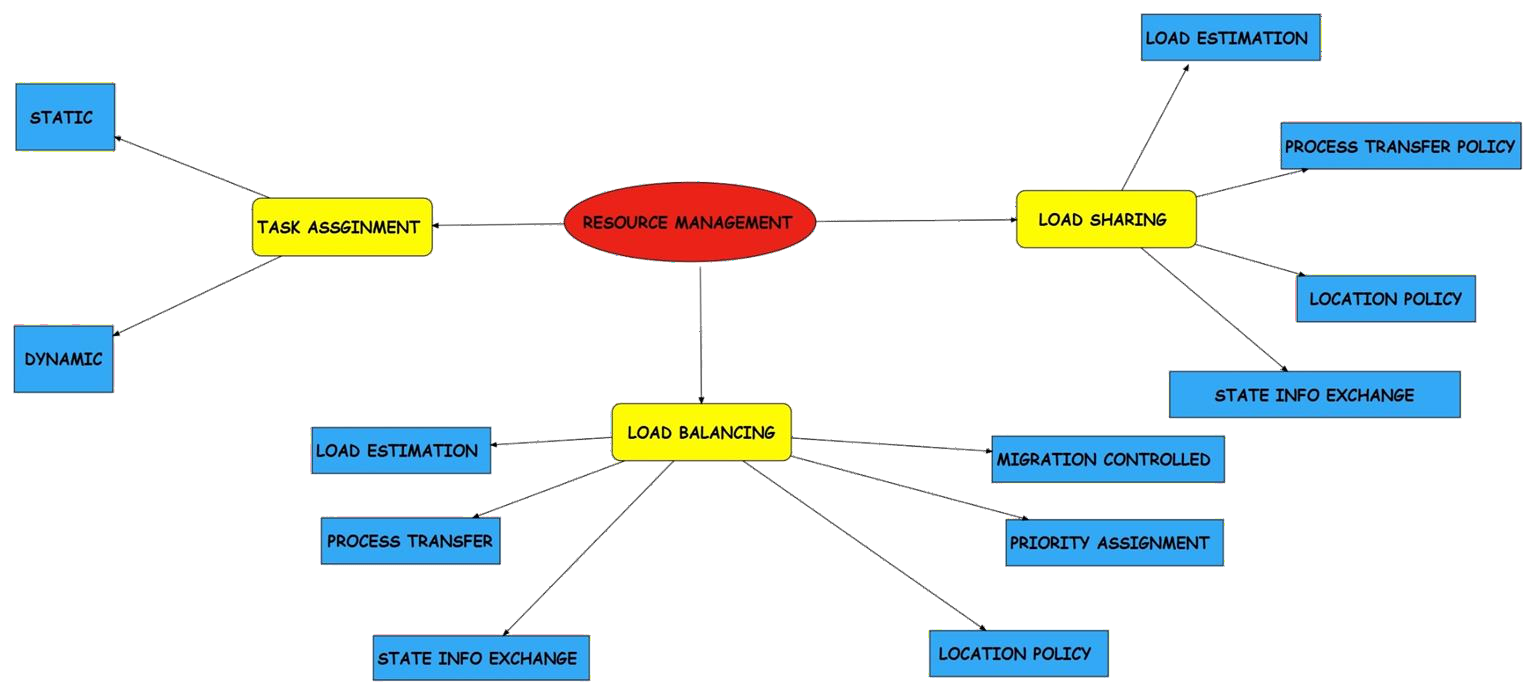 LOAD ESTIMATION
STATIC
PROCESS TRANSFER POLICY
TASK ASSGINMENT
RESOURCE MANAGEMENT
LOAD SHARING
LOCATION POLICY
DYNAMIC
STATE INFO EXCHANGE
LOAD BALANCING
LOAD ESTIMATION
MIGRATION CONTROLLED
PROCESS TRANSFER
PRIORITY ASSIGNMENT
STATE INFO EXCHANGE
LOCATION POLICY